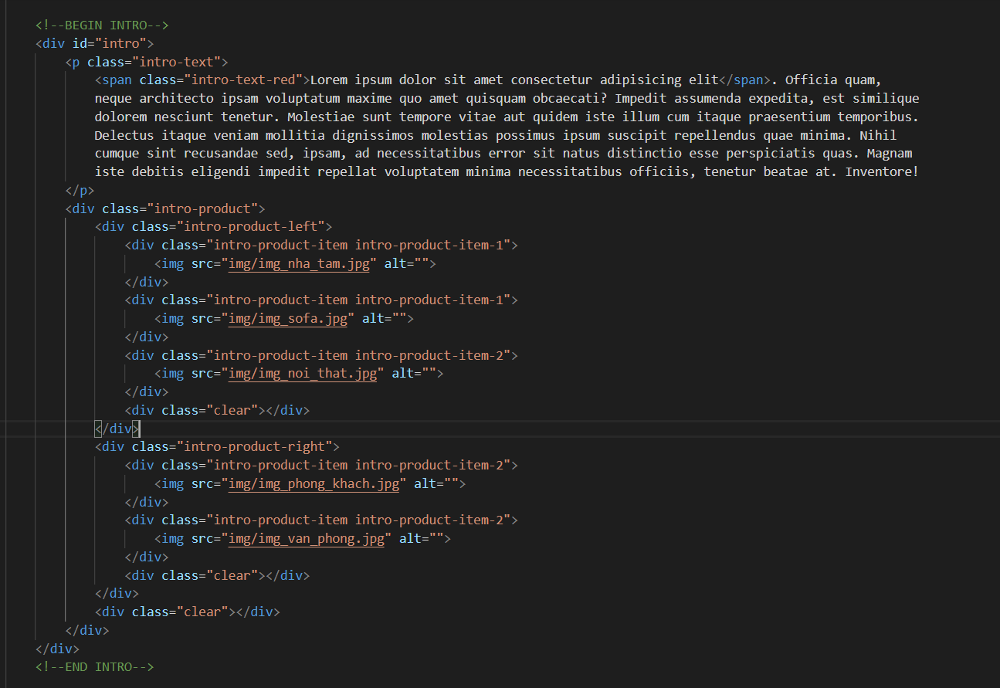 <!--BEGIN INTRO-->
<div id="intro">
    <p class="intro-text">
        <span class="intro-text-red">Lorem ipsum dolor sit amet consectetur adipisicing elit</span>. Officia quam,
        neque architecto ipsam voluptatum maxime quo amet quisquam obcaecati? Impedit assumenda expedita, est similique
        dolorem nesciunt tenetur. Molestiae sunt tempore vitae aut quidem iste illum cum itaque praesentium temporibus.
        Delectus itaque veniam mollitia dignissimos molestias possimus ipsum suscipit repellendus quae minima. Nihil
        cumque sint recusandae sed, ipsam, ad necessitatibus error sit natus distinctio esse perspiciatis quas. Magnam
        iste debitis eligendi impedit repellat voluptatem minima necessitatibus officiis, tenetur beatae at. Inventore!
    </p>
    <div class="intro-product">
        <div class="intro-product-left">
            <div class="intro-product-item intro-product-item-1">
                <img src="img/img_nha_tam.jpg" alt="">
            </div>
            <div class="intro-product-item intro-product-item-1">
                <img src="img/img_sofa.jpg" alt="">
            </div>
            <div class="intro-product-item intro-product-item-2">
                <img src="img/img_noi_that.jpg" alt="">
            </div>
            <div class="clear"></div>
        </div>
        <div class="intro-product-right">
            <div class="intro-product-item intro-product-item-2">
                <img src="img/img_phong_khach.jpg" alt="">
            </div>
            <div class="intro-product-item intro-product-item-2">
                <img src="img/img_van_phong.jpg" alt="">
            </div>
            <div class="clear"></div>
        </div>
        <div class="clear"></div>
    </div>
</div>
<!--END INTRO-->